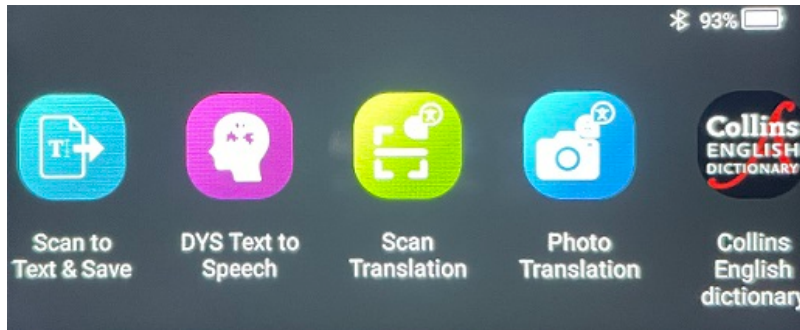 93%
Scan to
Text & Save
DYS Text to
Speech
Scan
Translation
Photo
Translation
Collins
ENGLISH
DICTIONARY
Collins
English
dictionary